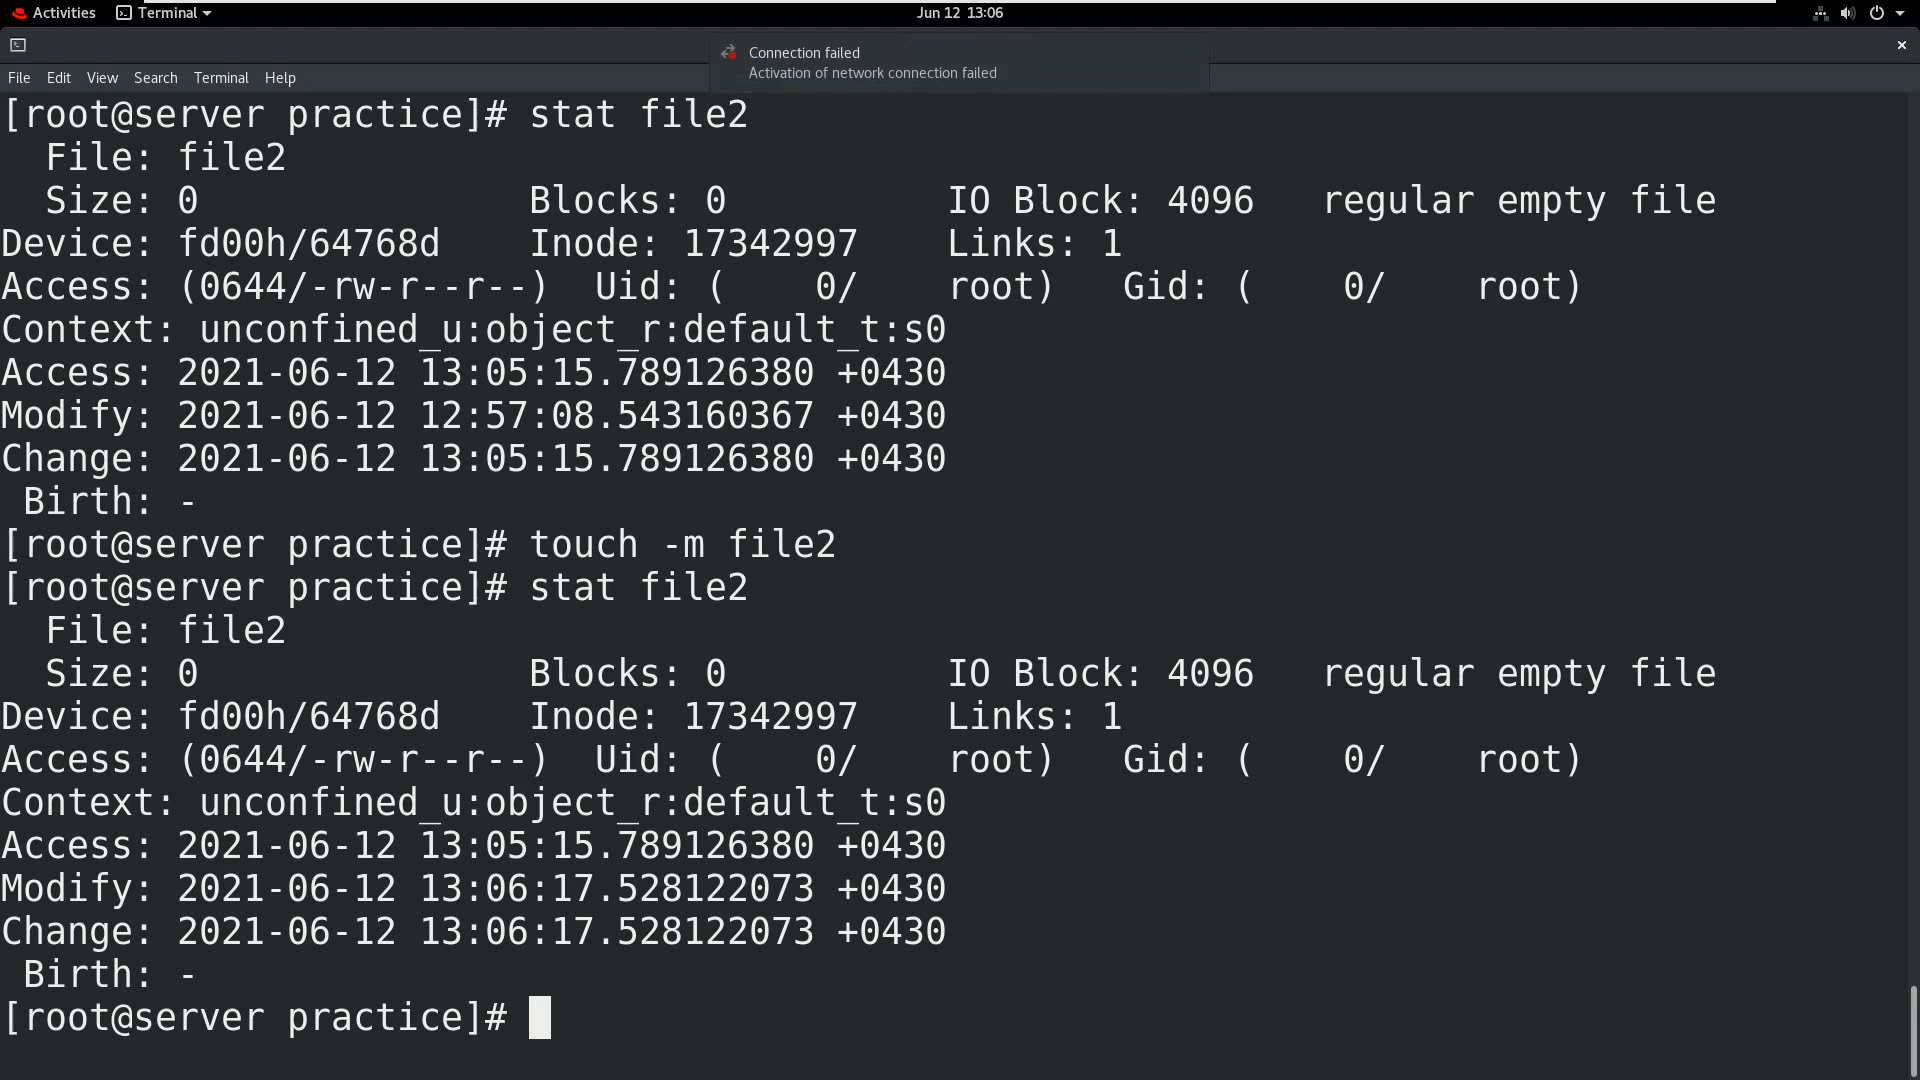 Activities Terminal Jun 12 13:06
Connection failed
Activation of network connection failed
File Edit View Search Terminal Help
[root@server practice]# stat file2
  File: file2
  Size: 0               Blocks: 0          IO Block: 4096   regular empty file
Device: fd00h/64768d    Inode: 17342997    Links: 1
Access: (0644/-rw-r--r--)  Uid: (    0/    root)   Gid: (    0/    root)
Context: unconfined_u:object_r:default_t:s0
Access: 2021-06-12 13:05:15.789126380 +0430
Modify: 2021-06-12 12:57:08.543160367 +0430
Change: 2021-06-12 13:05:15.789126380 +0430
 Birth: -
[root@server practice]# touch -m file2
[root@server practice]# stat file2
  File: file2
  Size: 0               Blocks: 0          IO Block: 4096   regular empty file
Device: fd00h/64768d    Inode: 17342997    Links: 1
Access: (0644/-rw-r--r--)  Uid: (    0/    root)   Gid: (    0/    root)
Context: unconfined_u:object_r:default_t:s0
Access: 2021-06-12 13:05:15.789126380 +0430
Modify: 2021-06-12 13:06:17.528122073 +0430
Change: 2021-06-12 13:06:17.528122073 +0430
 Birth: -
[root@server practice]#